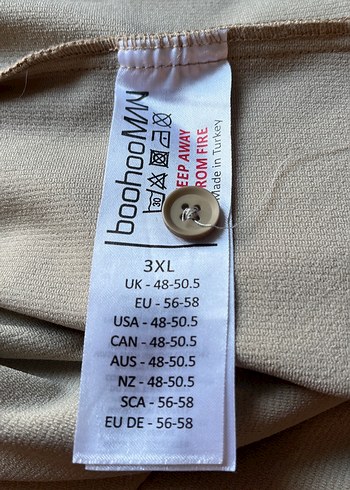 boohooMAN
30
KEEP AWAY
FROM FIRE
Made in Turkey
3XL
UK - 48-50.5
EU - 56-58
USA - 48-50.5
CAN - 48-50.5
AUS - 48-50.5
NZ - 48-50.5
SCA - 56-58
EU DE - 56-58